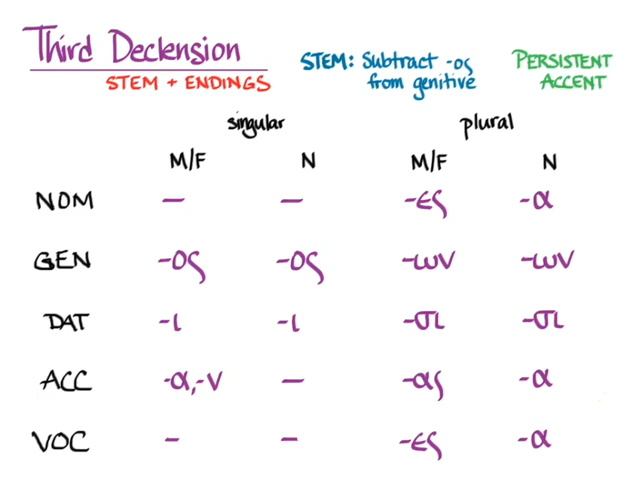 Third Declension
STEM + ENDINGS
STEM: Subtract -ος
from genitive
PERSISTENT
ACCENT
singular plural
M/F N M/F N
NOM — — -ες -α
GEN -ος -ος -ων -ων
DAT -ι -ι -σι -σι
ACC -α,-ν — -ας -α
VOC - - -ες -α